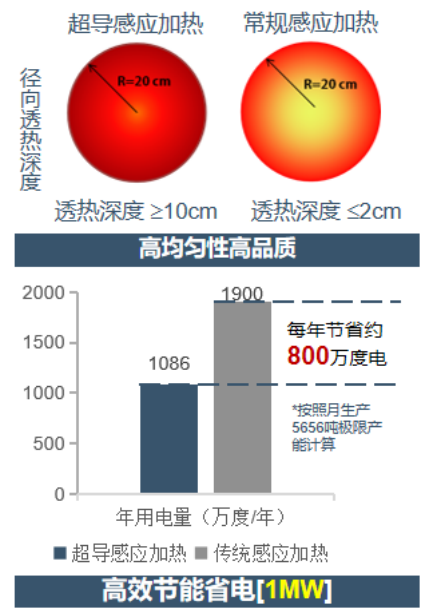 超导感应加热
常规感应加热
径向透热深度
R=20 cm
R=20 cm
透热深度 ≥10cm
透热深度 ≤2cm
高均匀性高品质
2000
1500
1000
500
0
1086
1900
每年节省约
800万度电
*按照月生产
5656吨极限产
能计算
年用电量（万度/年）
超导感应加热
传统感应加热
高效节能省电[1MW]